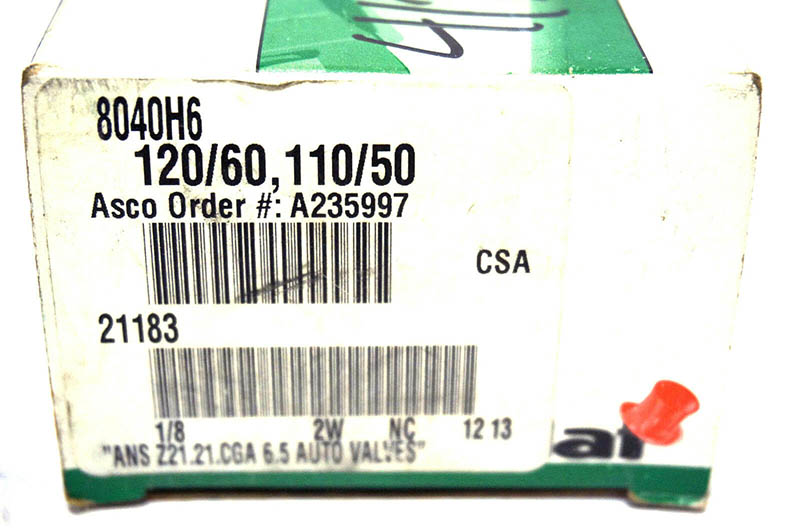 8040H6
120/60, 110/50
Asco Order #: A235997
CSA
21183
1/8 2W NC 12 13
"ANS Z21.21.CGA 6.5 AUTO VALVES"